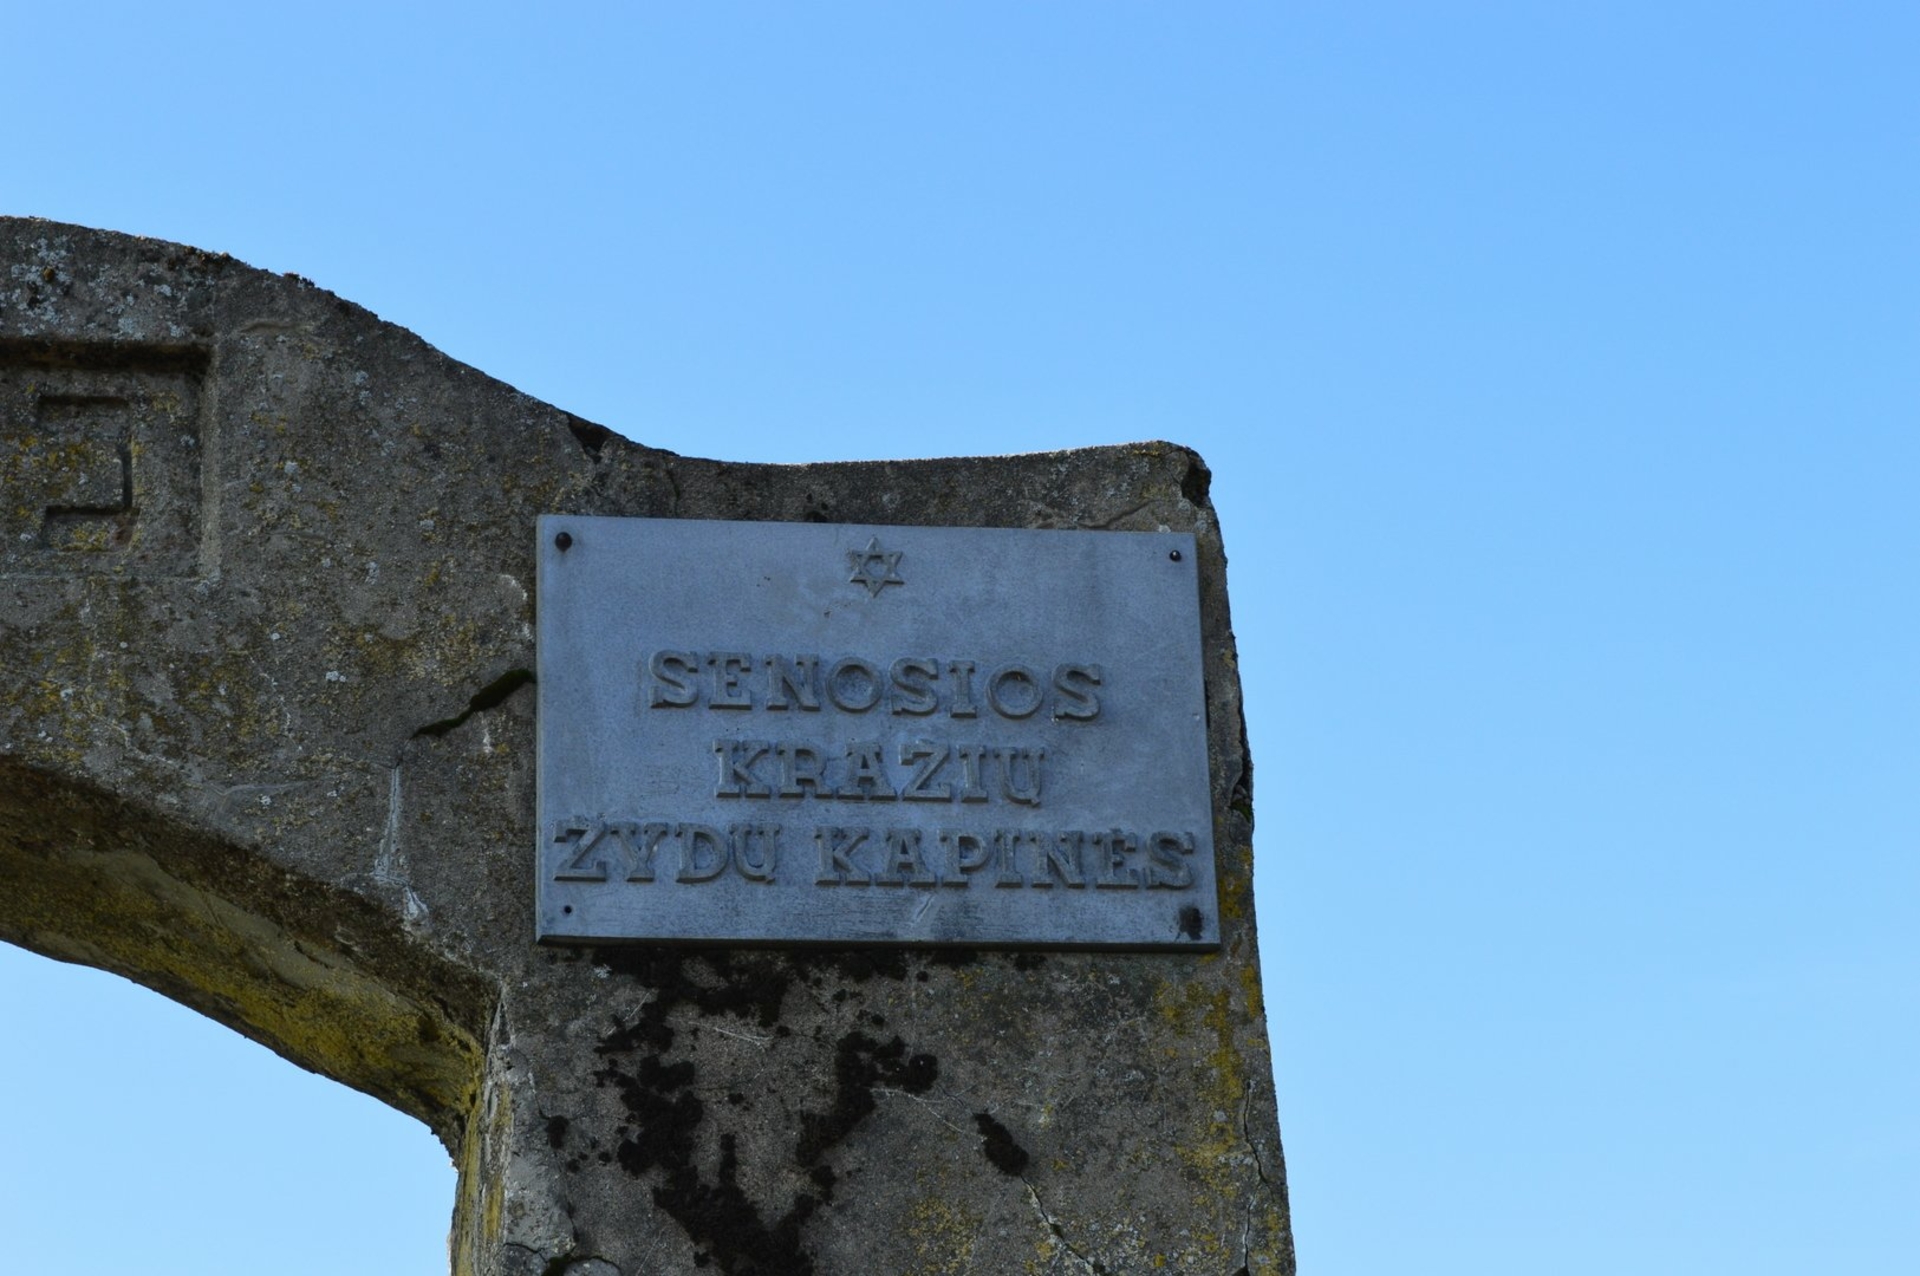 SENOSIOS
KRAŽIŲ
ŽYDŲ KAPINĖS